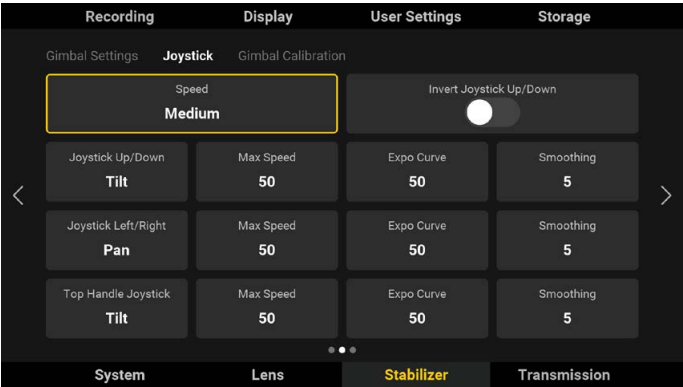 Recording Display User Settings Storage
Gimbal Settings Joystick Gimbal Calibration
Speed Invert Joystick Up/Down
Medium
Joystick Up/Down Max Speed Expo Curve Smoothing
Tilt 50 50 5
Joystick Left/Right Max Speed Expo Curve Smoothing
Pan 50 50 5
Top Handle Joystick Max Speed Expo Curve Smoothing
Tilt 50 50 5
System Lens Stabilizer Transmission